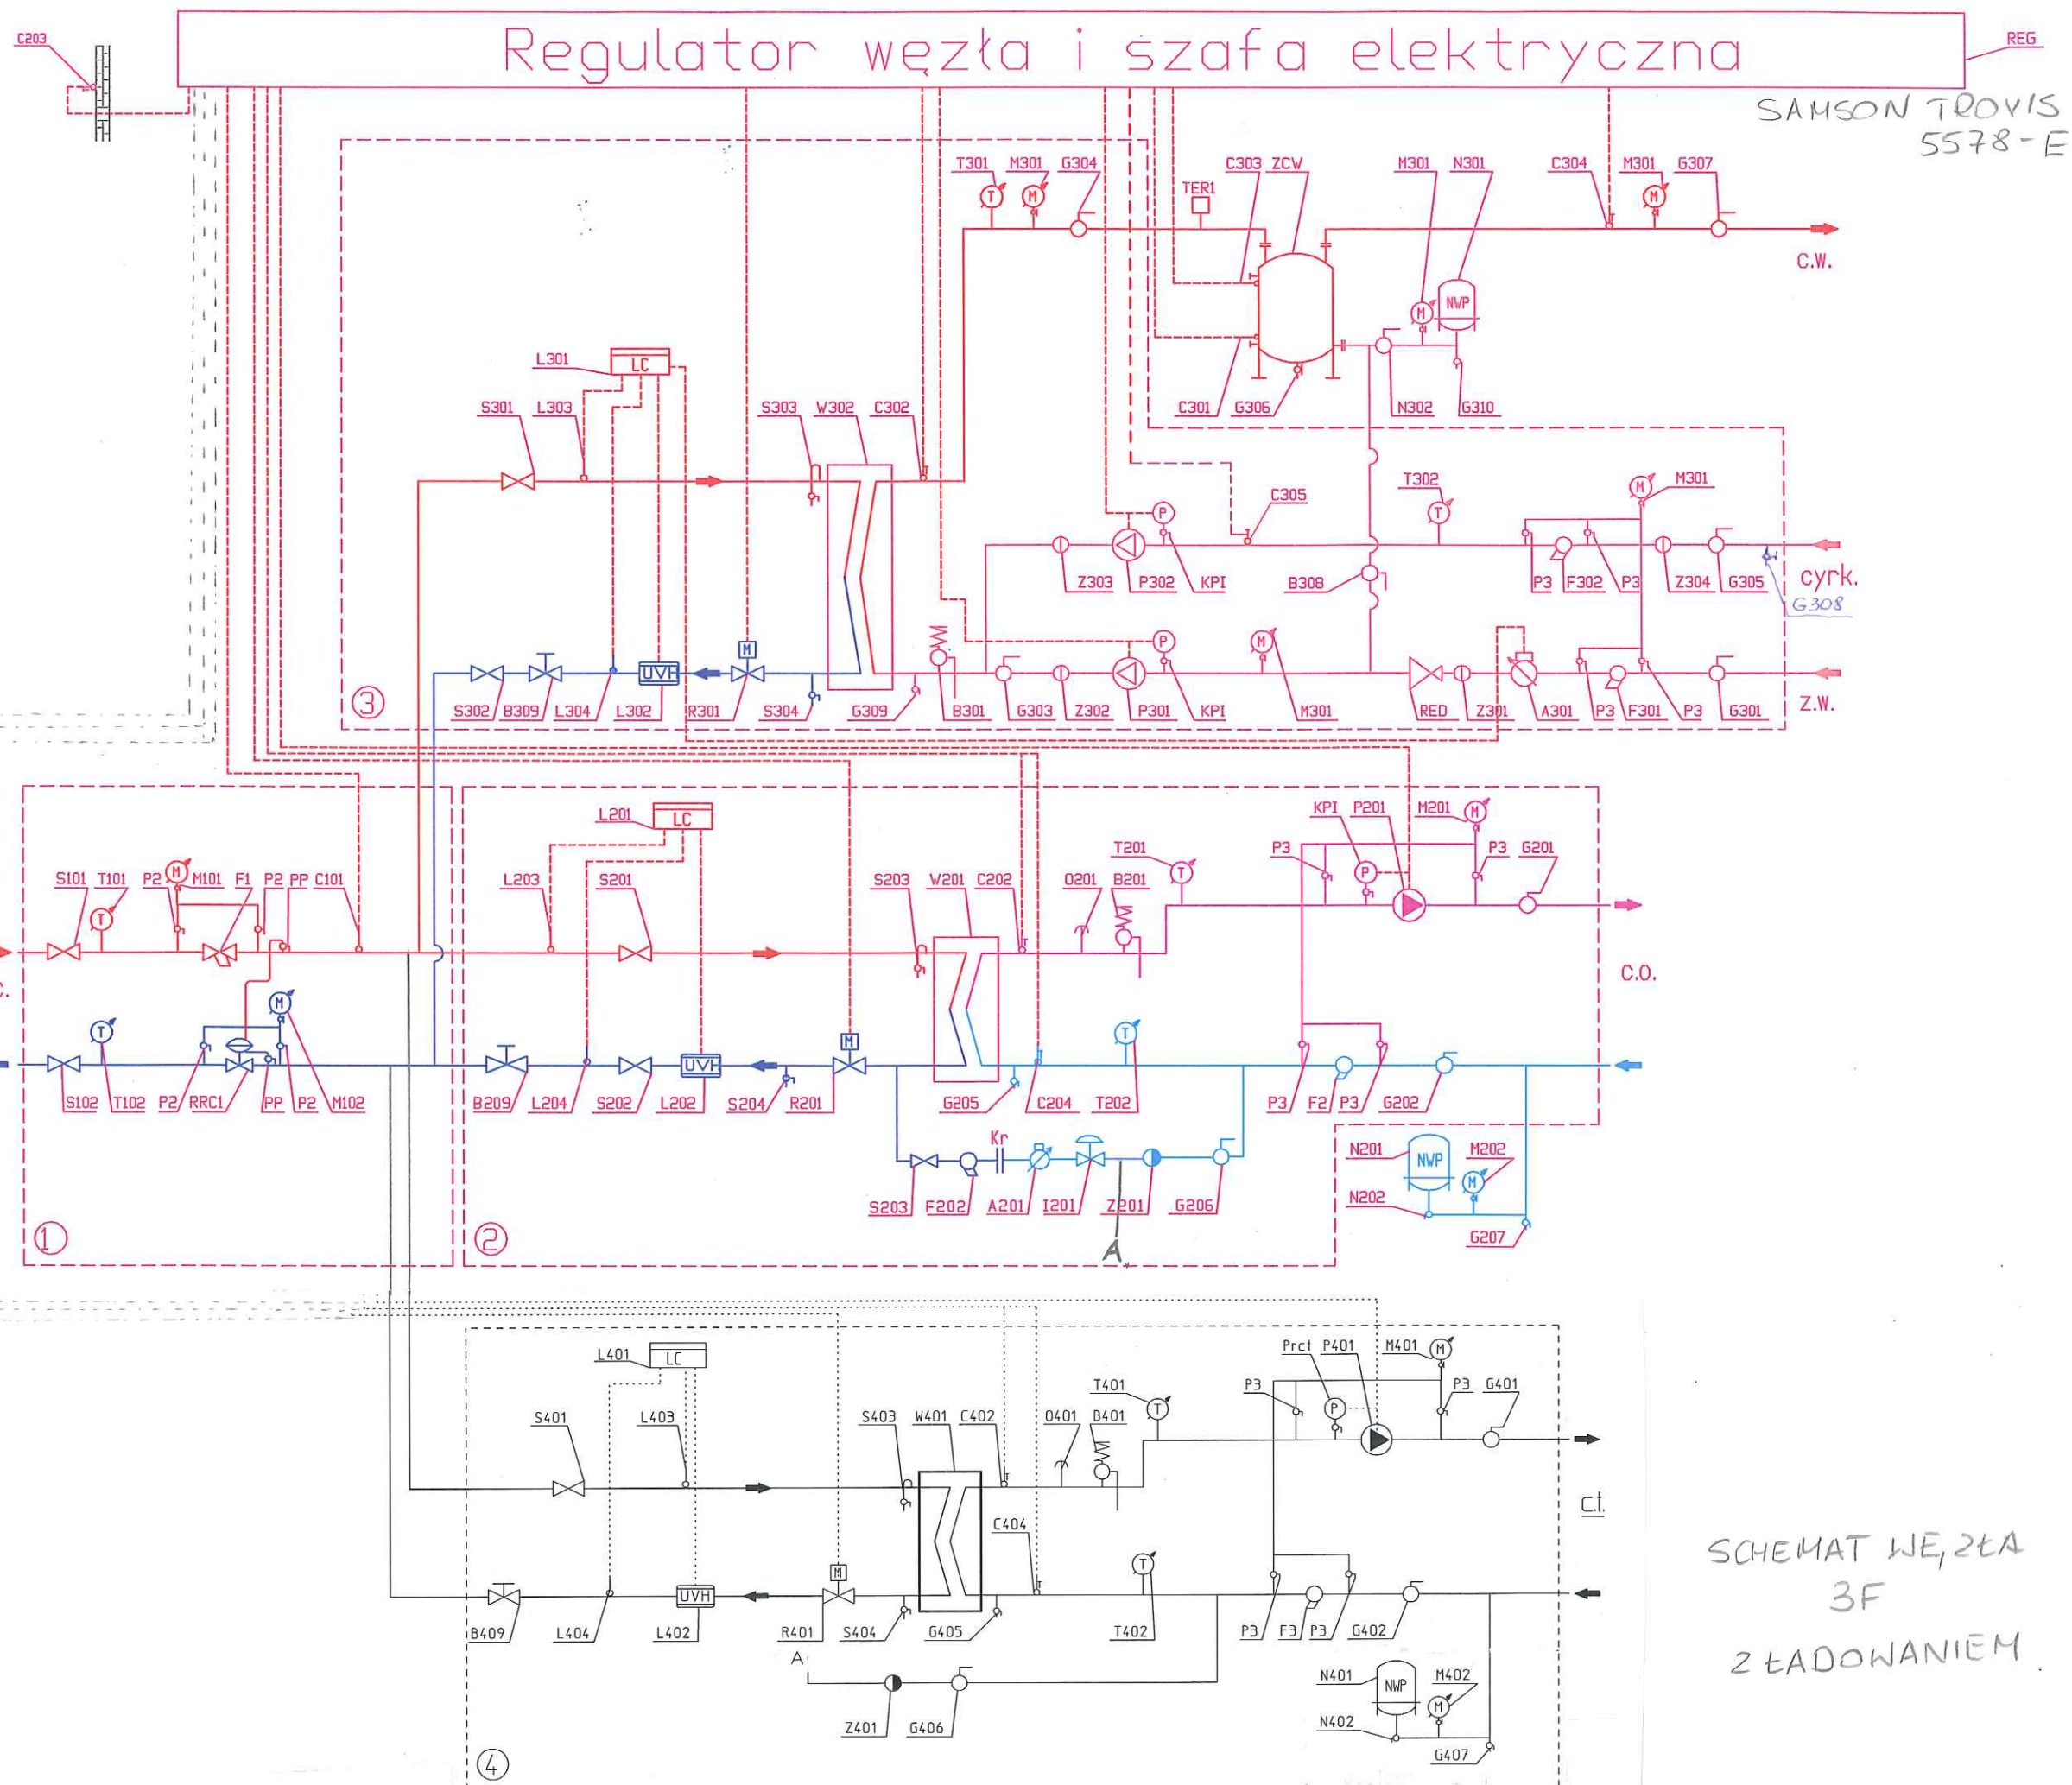 C203
Regulator węzła i szafa elektryczna
REG
SAMSON TROVIS
5578-E
T301 M301 G304
TER1
C303 ZCW
M301 N301
C304 M301 G307
C.W.
NWP
M
L301
LC
S301 L303
S303 W302 C302
C301 G306
N302 G310
T302
M301
C305
P
Z303 P302 KPI
B308
P3 F302 P3 Z304 G305
cyrk.
G308
M
UVH
P
M
S302 B309 L304 L302 R301 S304
G309 B301 G303 Z302 P301 KPI
M301
RED Z301 A301 P3 F301 P3 G301
Z.W.
3
L201
LC
KPI P201 M201
T201
P3
P3 G201
S101 T101 P2 M101 F1 P2 PP C101
L203 S201
S203 W201 C202 O201 B201
C.O.
S102 T102 P2 RRC1 PP P2 M102
B209 L204 S202 L202 S204 R201
UVH
M
G205 C204 T202
P3 F2 P3 G202
Kr
S203 F202 A201 I201 Z201 G206
A
N201 NWP M202
N202
G207
1
2
L401
LC
Prct P401 M401
T401
P3
P3 G401
S401 L403
S403 W401 C402 O401 B401
C404
c.t.
UVH
M
B409 L404 L402 R401 S404 G405
T402
P3 F3 P3 G402
A
Z401 G406
N401 NWP M402
N402
G407
4
SCHEMAT WĘZŁA
3F
Z ŁADOWANIEM